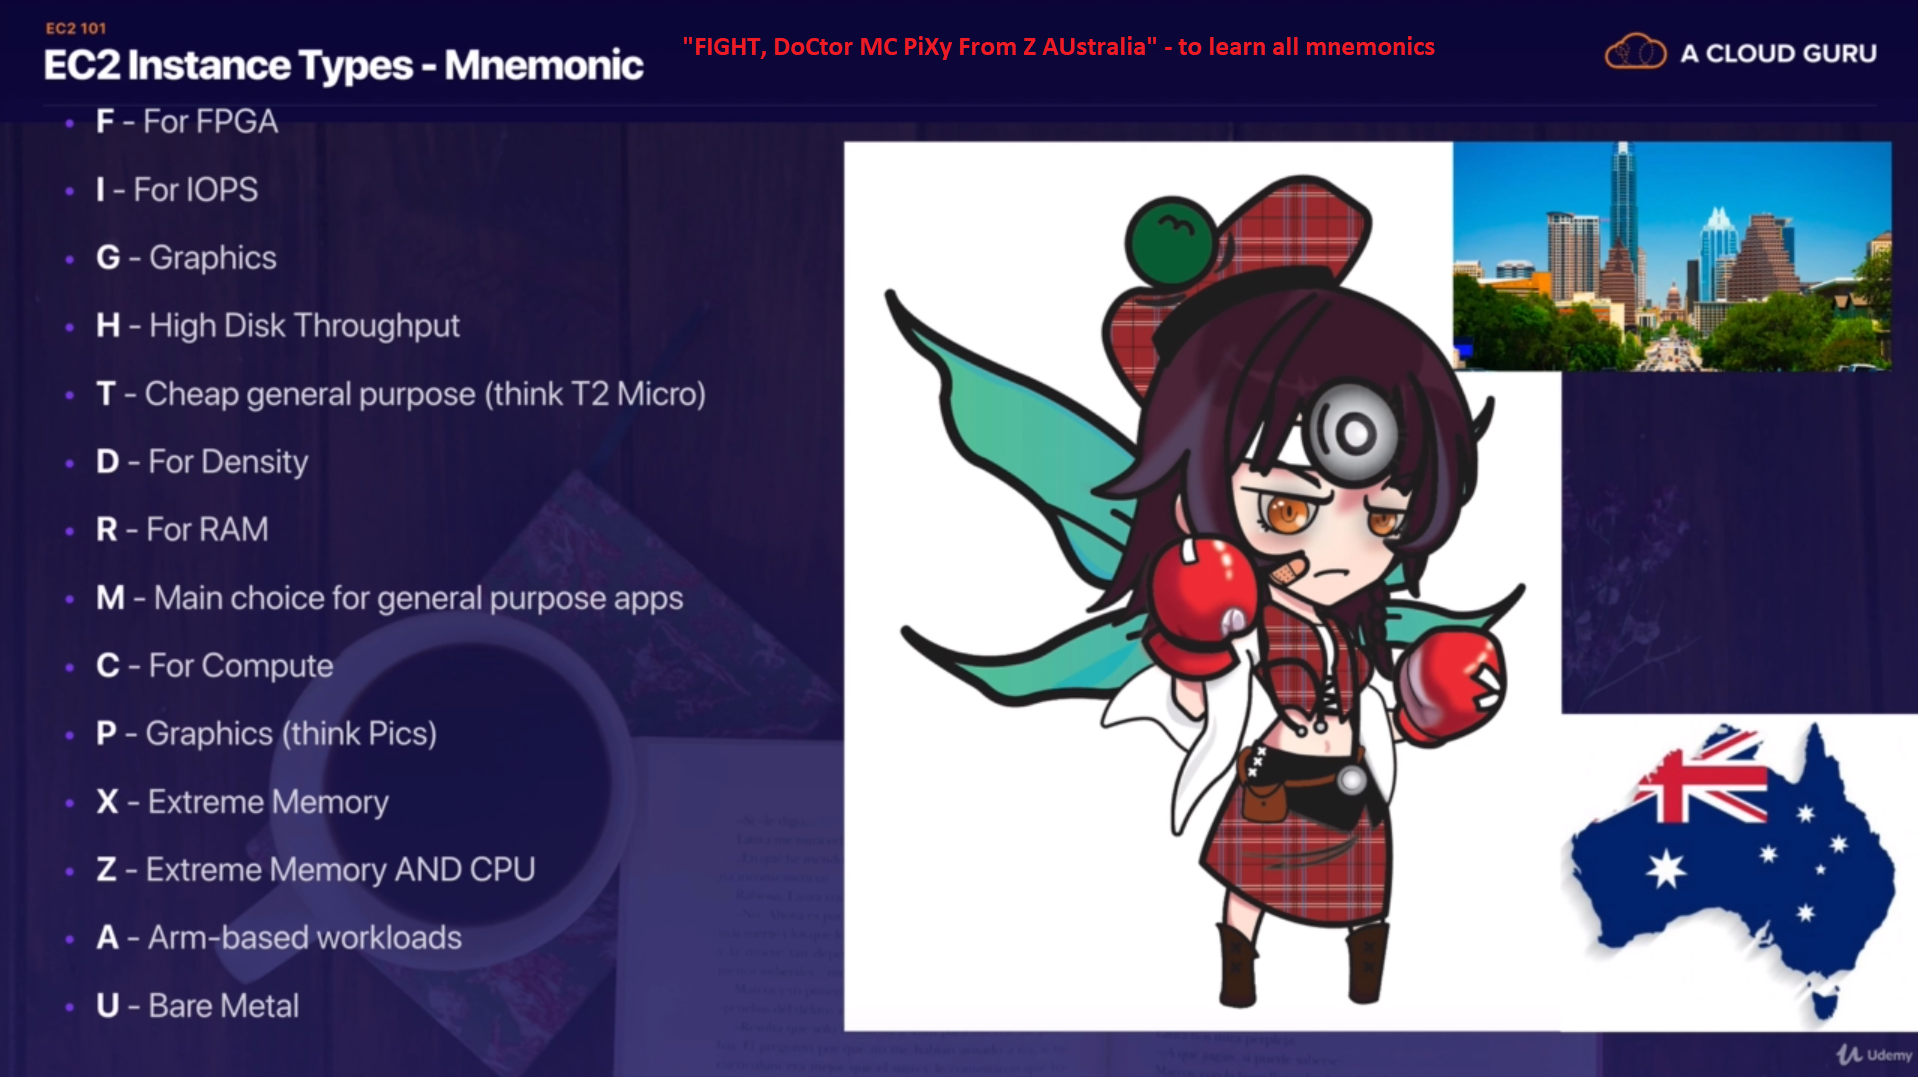 EC2 101
EC2 Instance Types - Mnemonic
"FIGHT, DoCtor MC PiXy From Z AUstralia" - to learn all mnemonics
A CLOUD GURU
F - For FPGA
I - For IOPS
G - Graphics
H - High Disk Throughput
T - Cheap general purpose (think T2 Micro)
D - For Density
R - For RAM
M - Main choice for general purpose apps
C - For Compute
P - Graphics (think Pics)
X - Extreme Memory
Z - Extreme Memory AND CPU
A - Arm-based workloads
U - Bare Metal
Udemy